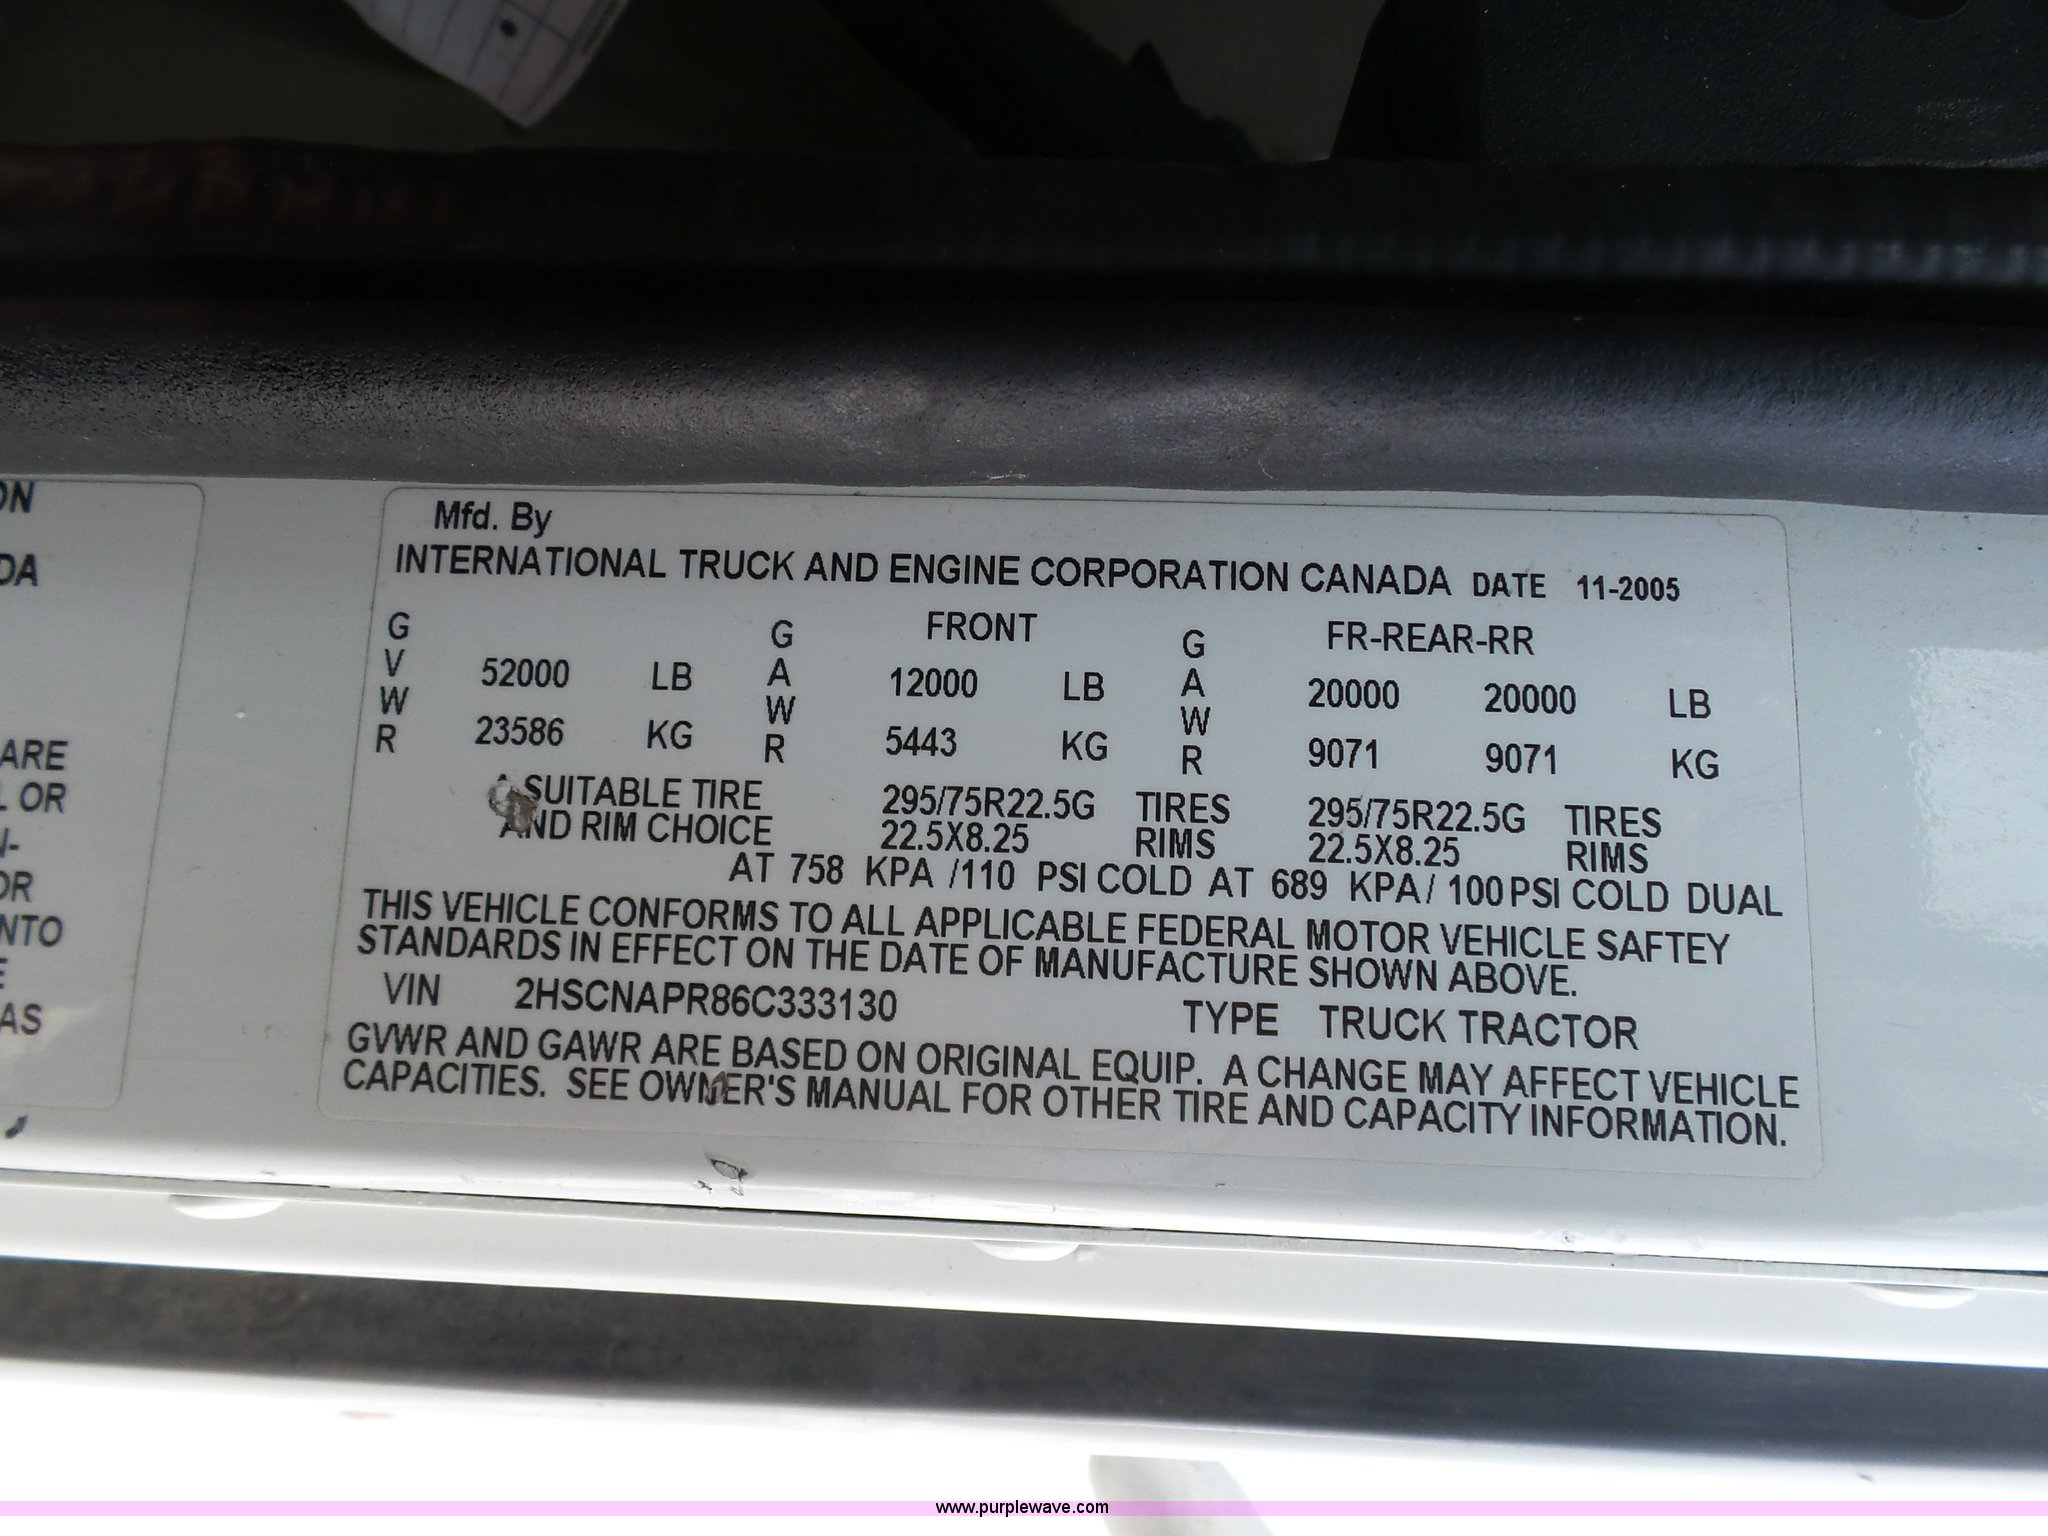 ON
DA
ARE
L OR
N-
OR
NTO
E
AS
Mfd. By
INTERNATIONAL TRUCK AND ENGINE CORPORATION CANADA DATE 11-2005
G V W R 52000 LB 23586 KG
G A W R FRONT 12000 LB 5443 KG
G A W R FR-REAR-RR 20000 20000 LB 9071 9071 KG
A SUITABLE TIRE 295/75R22.5G TIRES 295/75R22.5G TIRES
AND RIM CHOICE 22.5X8.25 RIMS 22.5X8.25 RIMS
AT 758 KPA /110 PSI COLD AT 689 KPA/ 100 PSI COLD DUAL
THIS VEHICLE CONFORMS TO ALL APPLICABLE FEDERAL MOTOR VEHICLE SAFTEY
STANDARDS IN EFFECT ON THE DATE OF MANUFACTURE SHOWN ABOVE.
VIN 2HSCNAPR86C333130 TYPE TRUCK TRACTOR
GVWR AND GAWR ARE BASED ON ORIGINAL EQUIP. A CHANGE MAY AFFECT VEHICLE
CAPACITIES. SEE OWNER'S MANUAL FOR OTHER TIRE AND CAPACITY INFORMATION.
www.purplewave.com